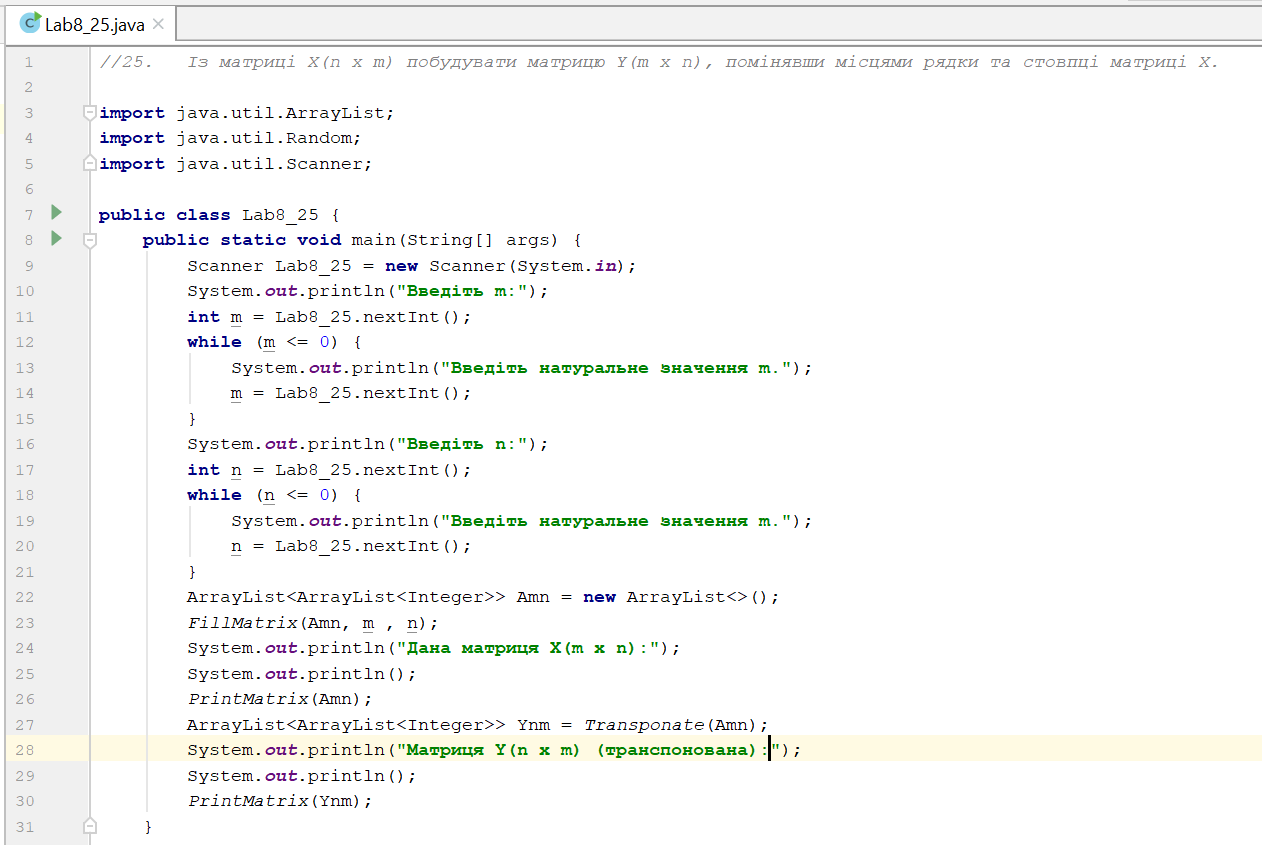 Lab8_25.java
1 //25. Із матриці X(n x m) побудувати матрицю Y(m x n), помінявши місцями рядки та стовпці матриці X.
2
3 import java.util.ArrayList;
4 import java.util.Random;
5 import java.util.Scanner;
6
7 public class Lab8_25 {
8 public static void main(String[] args) {
9 Scanner Lab8_25 = new Scanner(System.in);
10 System.out.println("Введіть m:");
11 int m = Lab8_25.nextInt();
12 while (m <= 0) {
13 System.out.println("Введіть натуральне значення m.");
14 m = Lab8_25.nextInt();
15 }
16 System.out.println("Введіть n:");
17 int n = Lab8_25.nextInt();
18 while (n <= 0) {
19 System.out.println("Введіть натуральне значення m.");
20 n = Lab8_25.nextInt();
21 }
22 ArrayList<ArrayList<Integer>> Amn = new ArrayList<>();
23 FillMatrix(Amn, m , n);
24 System.out.println("Дана матриця X(m x n):");
25 System.out.println();
26 PrintMatrix(Amn);
27 ArrayList<ArrayList<Integer>> Ynm = Transponate(Amn);
28 System.out.println("Матриця Y(n x m) (транспонована):");
29 System.out.println();
30 PrintMatrix(Ynm);
31 }